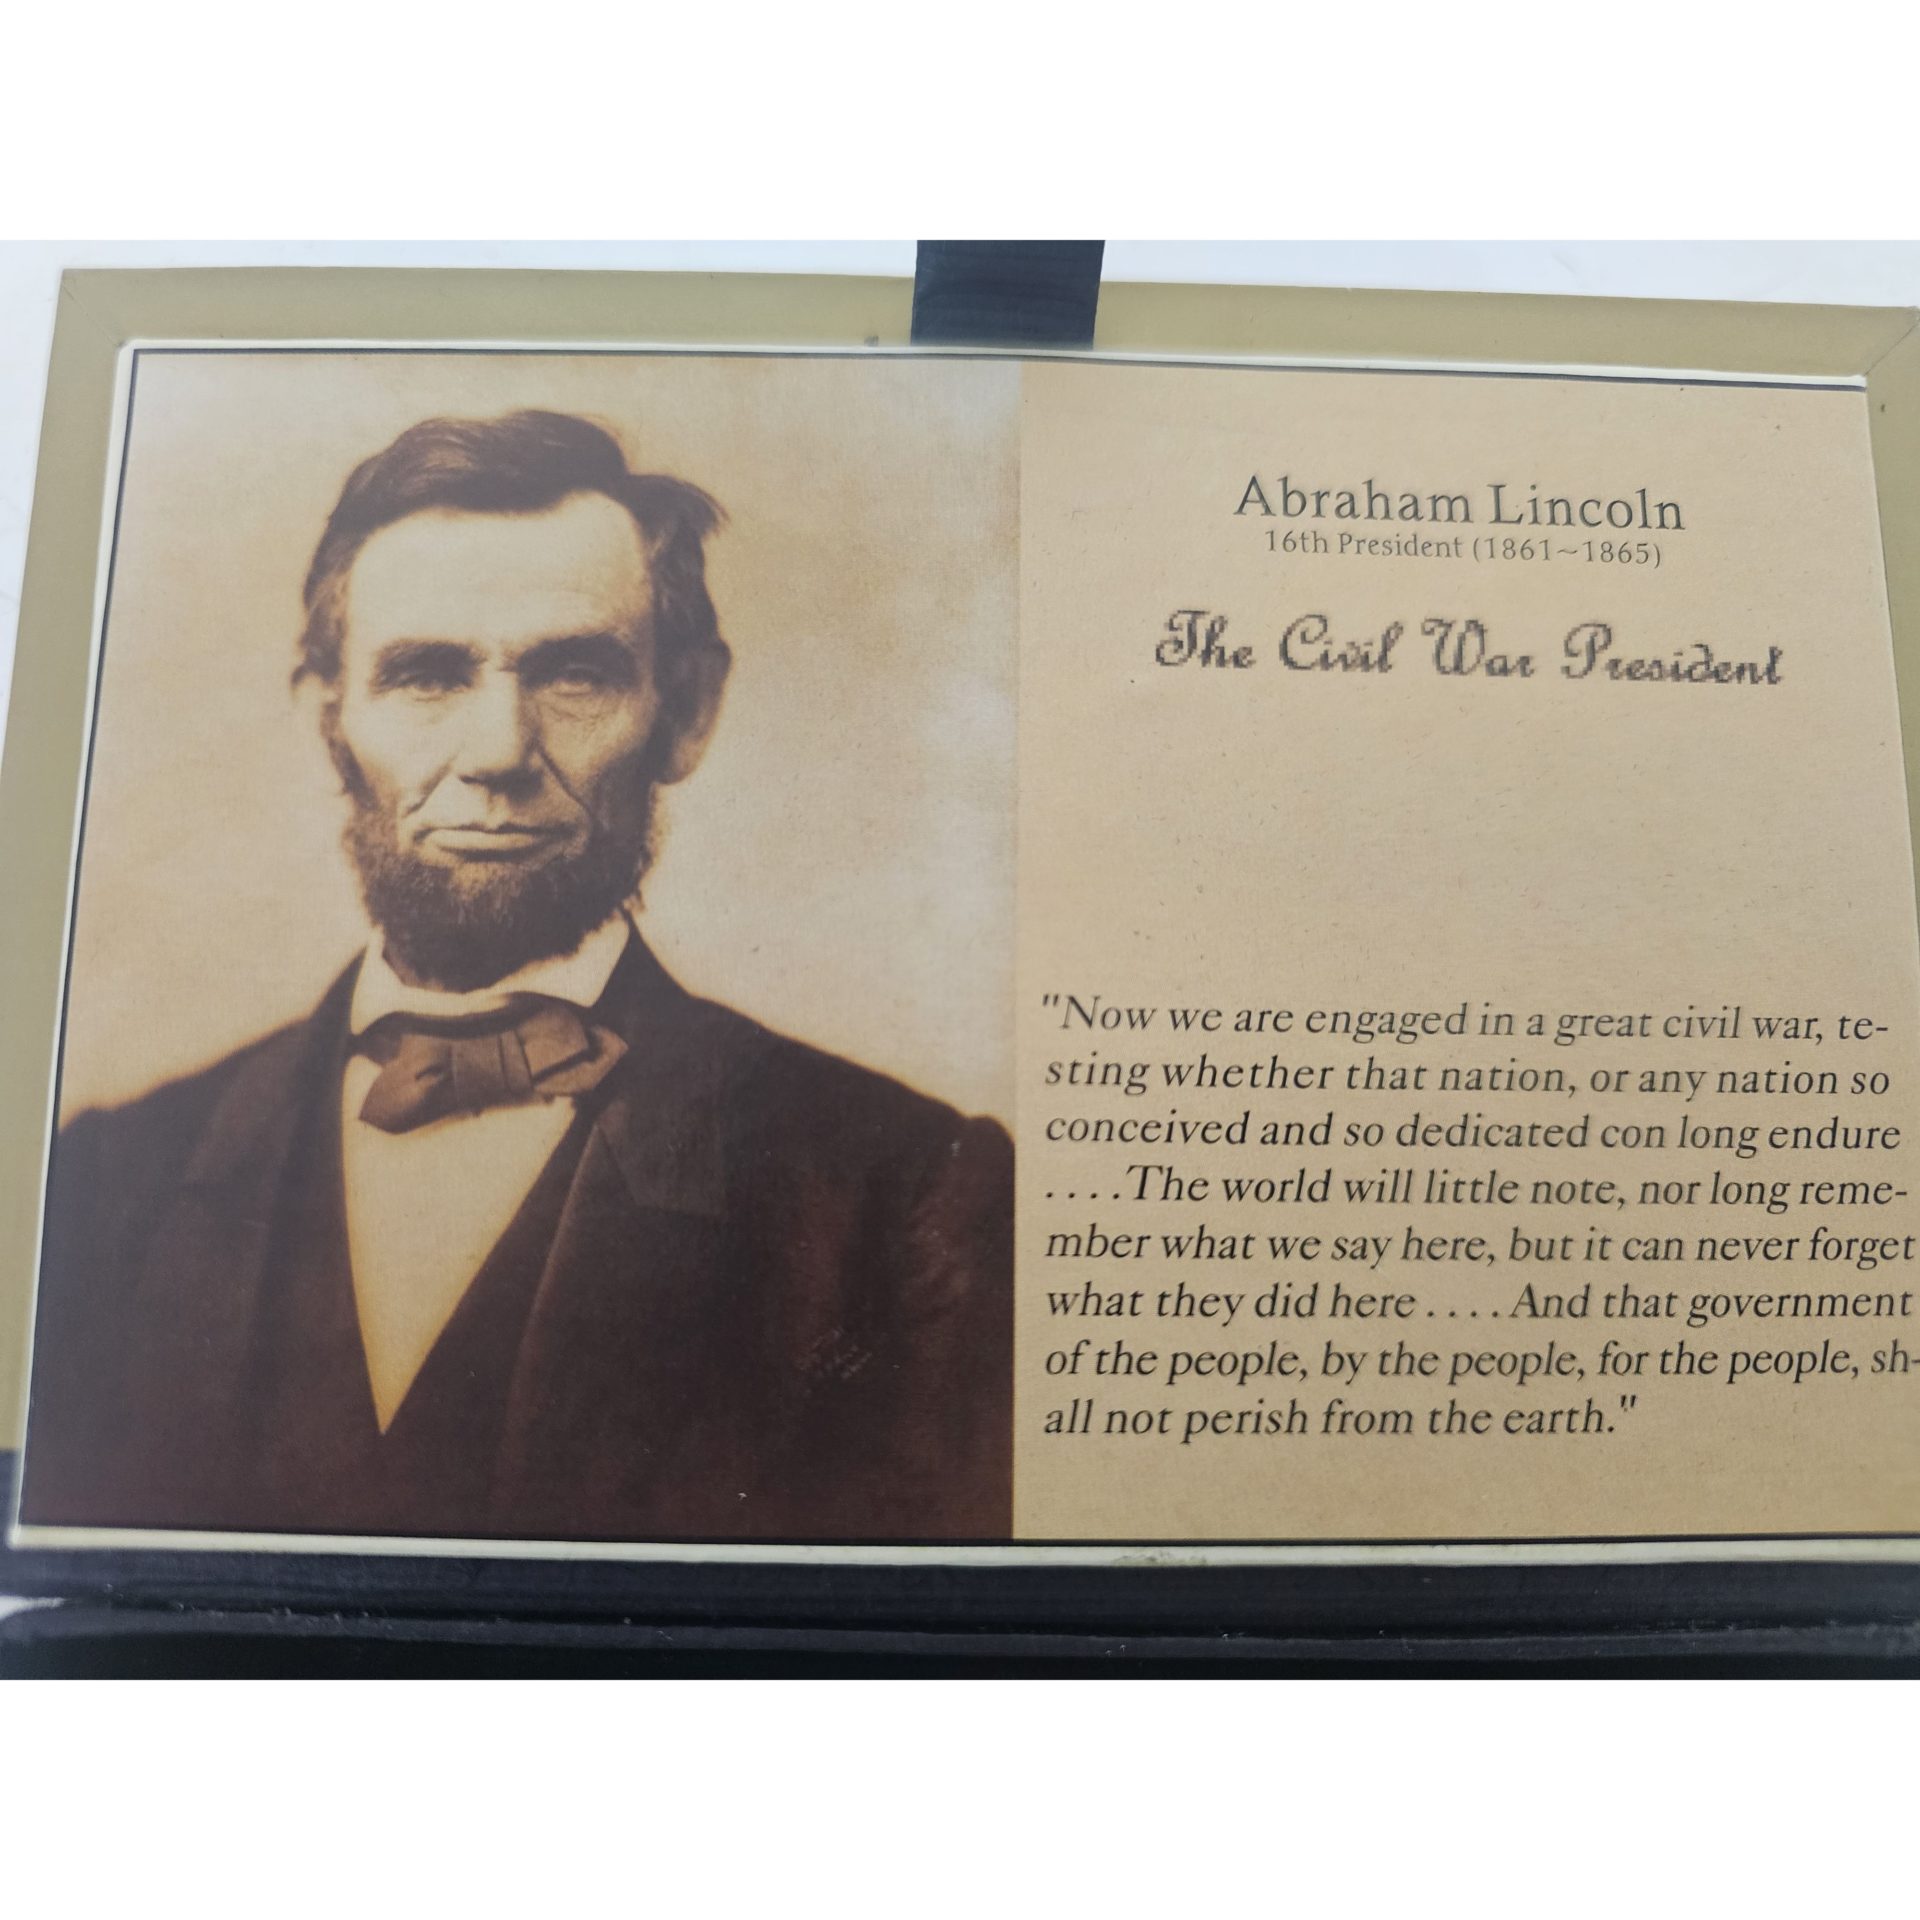 Abraham Lincoln
16th President (1861~1865)
The Civil War President
"Now we are engaged in a great civil war, te-
sting whether that nation, or any nation so
conceived and so dedicated con long endure
....The world will little note, nor long reme-
mber what we say here, but it can never forget
what they did here....And that government
of the people, by the people, for the people, sh-
all not perish from the earth."